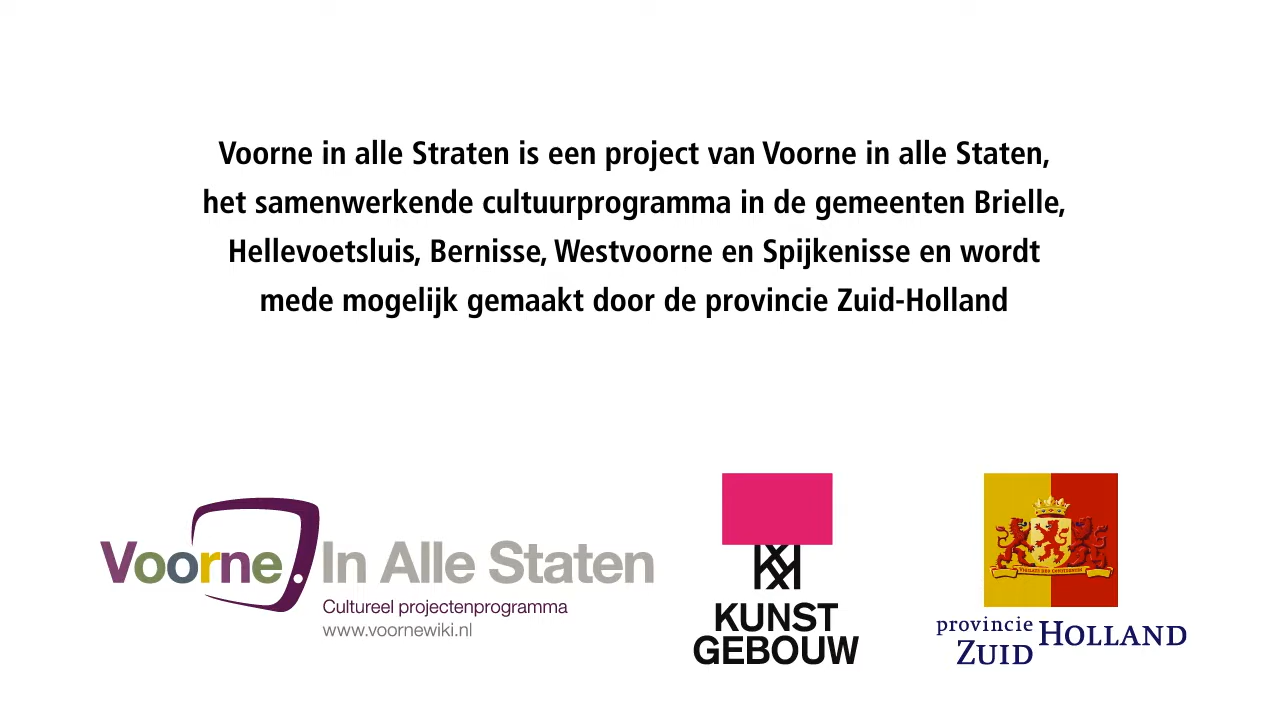 Voorne in alle Straten is een project van Voorne in alle Staten,
het samenwerkende cultuurprogramma in de gemeenten Brielle,
Hellevoetsluis, Bernisse, Westvoorne en Spijkenisse en wordt
mede mogelijk gemaakt door de provincie Zuid-Holland
Voorne. In Alle Staten
Cultureel projectenprogramma
www.voornewiki.nl
KUNST
GEBOUW
provincie
ZUID HOLLAND